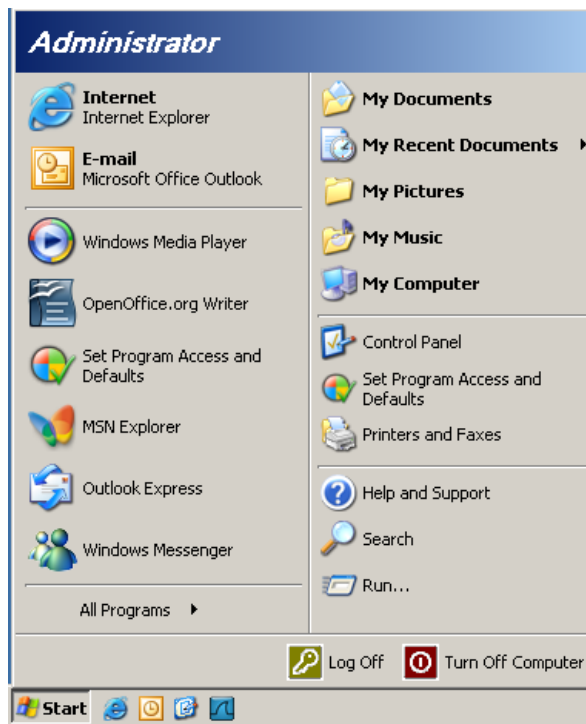 Administrator
Internet
Internet Explorer
E-mail
Microsoft Office Outlook
Windows Media Player
OpenOffice.org Writer
Set Program Access and
Defaults
MSN Explorer
Outlook Express
Windows Messenger
All Programs
My Documents
My Recent Documents
My Pictures
My Music
My Computer
Control Panel
Set Program Access and
Defaults
Printers and Faxes
Help and Support
Search
Run...
Log Off
Turn Off Computer
Start